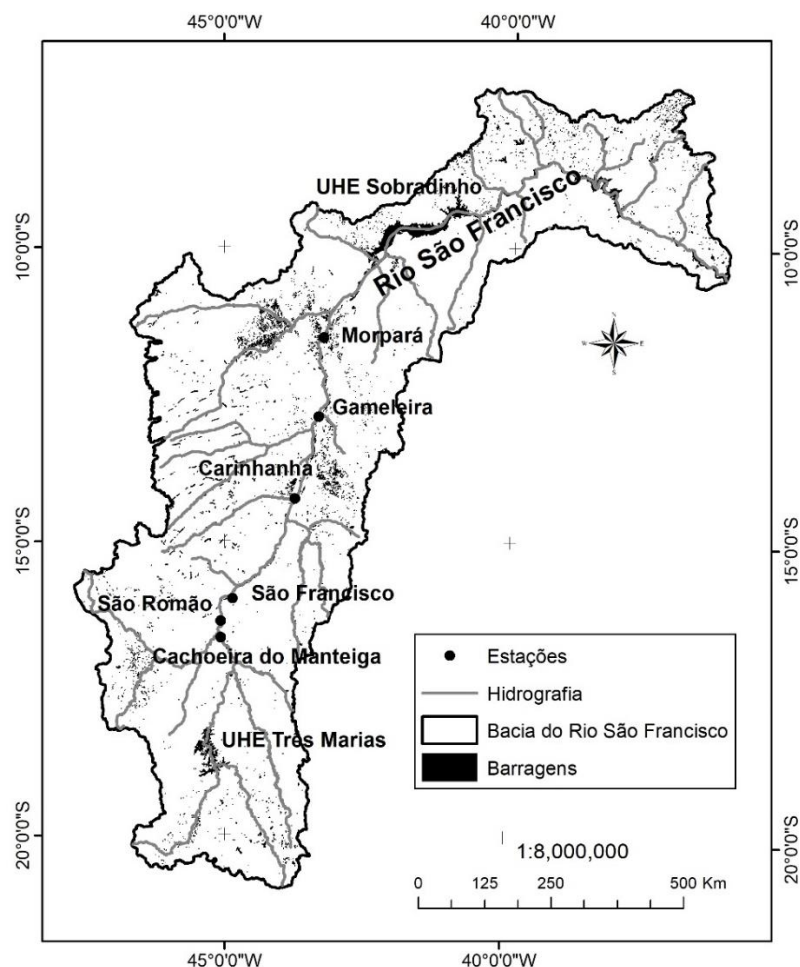 45°0'0"W
40°0'0"W
UHE Sobradinho
Rio São Francisco
10°0'0"S
10°0'0"S
Morpará
Gameleira
Carinhanha
15°0'0"S
15°0'0"S
São Francisco
São Romão
Cachoeira do Manteiga
UHE Três Marias
Estações
Hidrografia
Bacia do Rio São Francisco
Barragens
20°0'0"S
20°0'0"S
1:8,000,000
0 125 250 500 Km
45°0'0"W
40°0'0"W